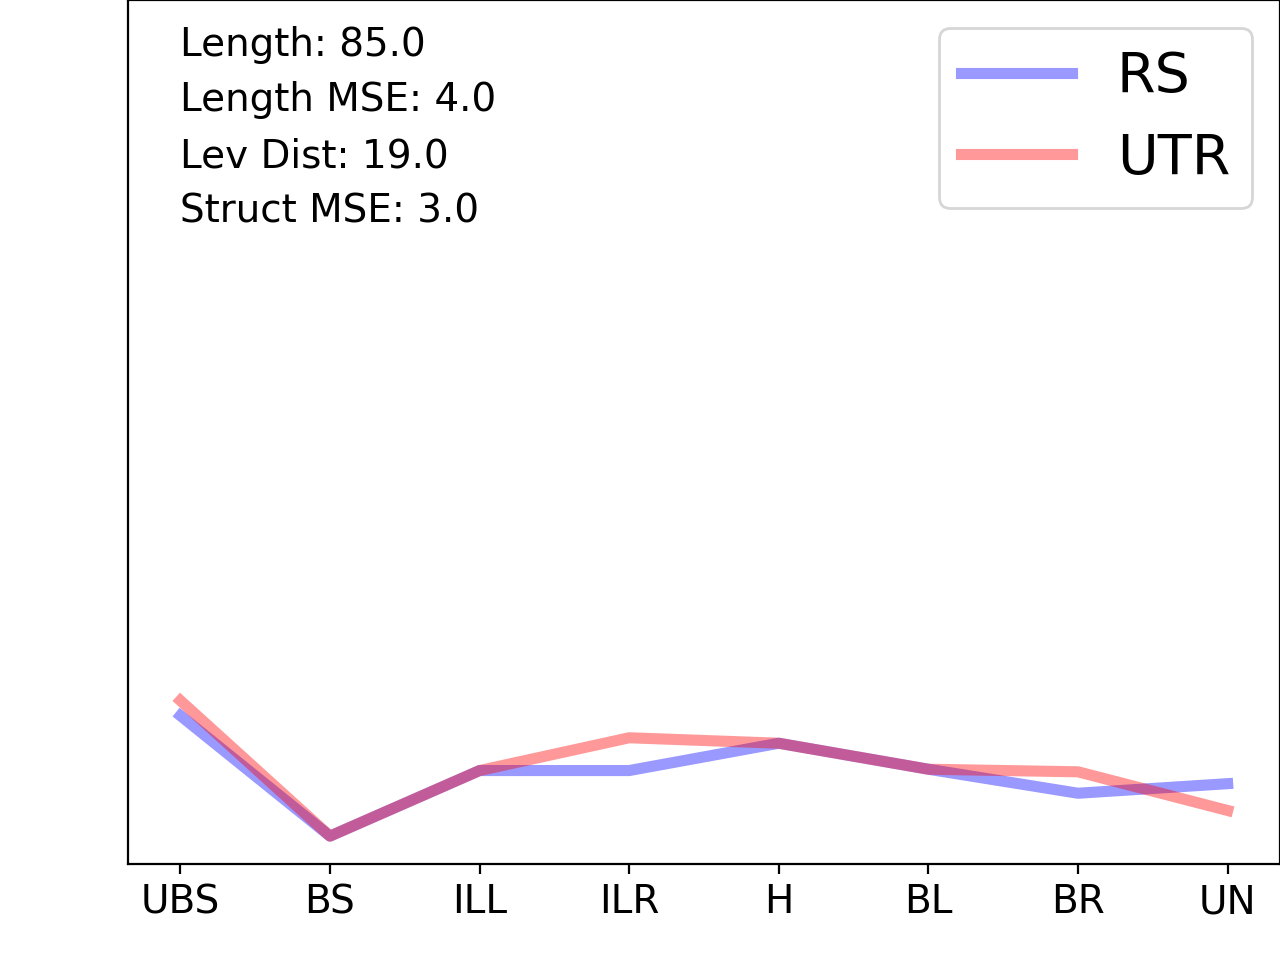 Length: 85.0
Length MSE: 4.0
Lev Dist: 19.0
Struct MSE: 3.0
RS
UTR
UBS BS ILL ILR H BL BR UN